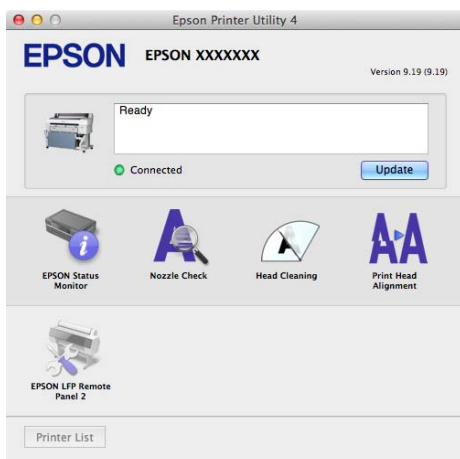 Epson Printer Utility 4
EPSON EPSON XXXXXXX
Version 9.19 (9.19)
Ready
Connected
Update
EPSON Status
Monitor
Nozzle Check
Head Cleaning
Print Head
Alignment
EPSON LFP Remote
Panel 2
Printer List